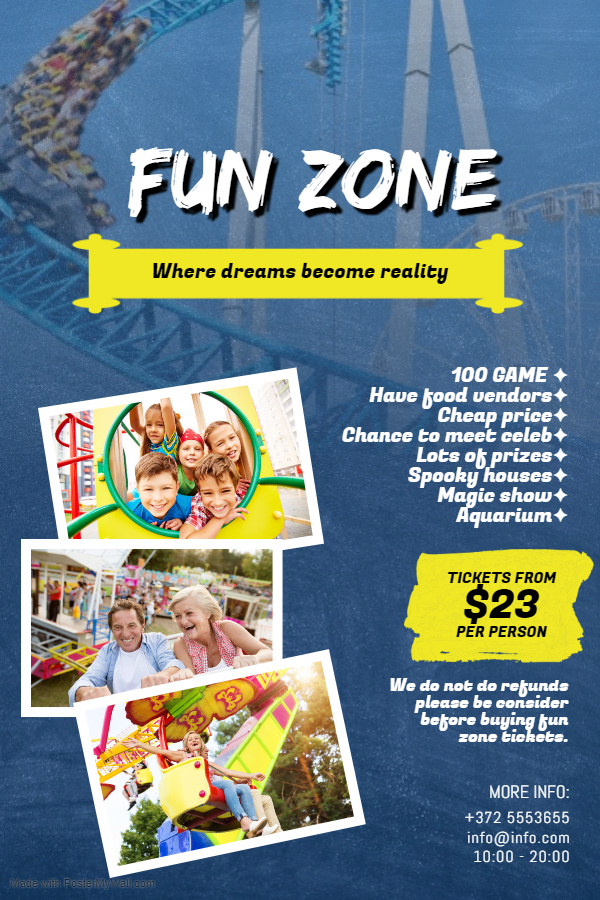 FUN ZONE
Where dreams become reality
100 GAME ✦
Have food vendors✦
Cheap price✦
Chance to meet celeb✦
Lots of prizes✦
Spooky houses✦
Magic show✦
Aquarium✦
TICKETS FROM
$23
PER PERSON
We do not do refunds
please be consider
before buying fun
zone tickets.
MORE INFO:
+372 5553655
info@info.com
10:00 - 20:00
Made with PosterMyWall.com